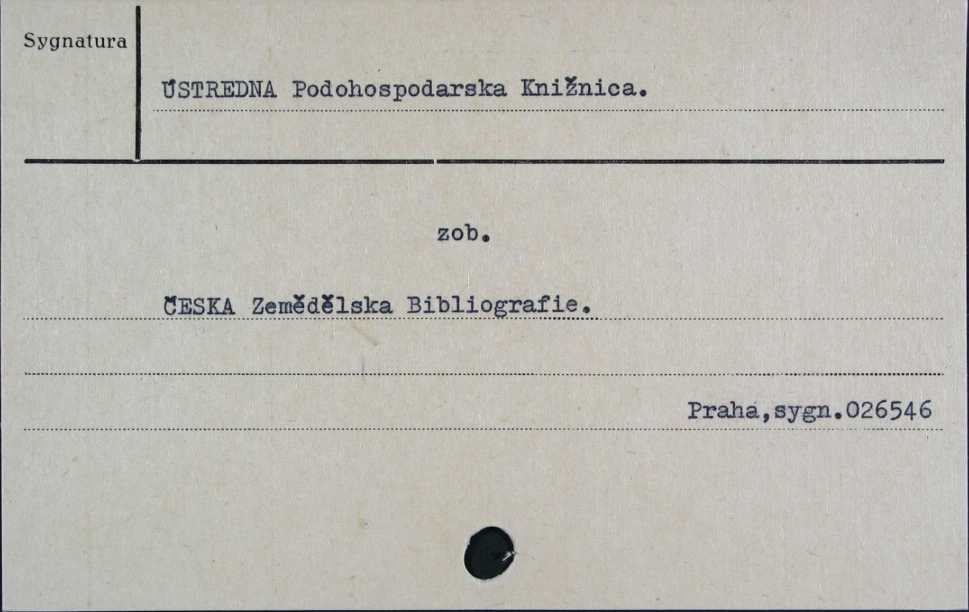 Sygnatura
ÚSTREDNA Podohospodarska Knižnica.
zob.
ČESKA Zemědělska Bibliografie.
Praha,sygn.026546